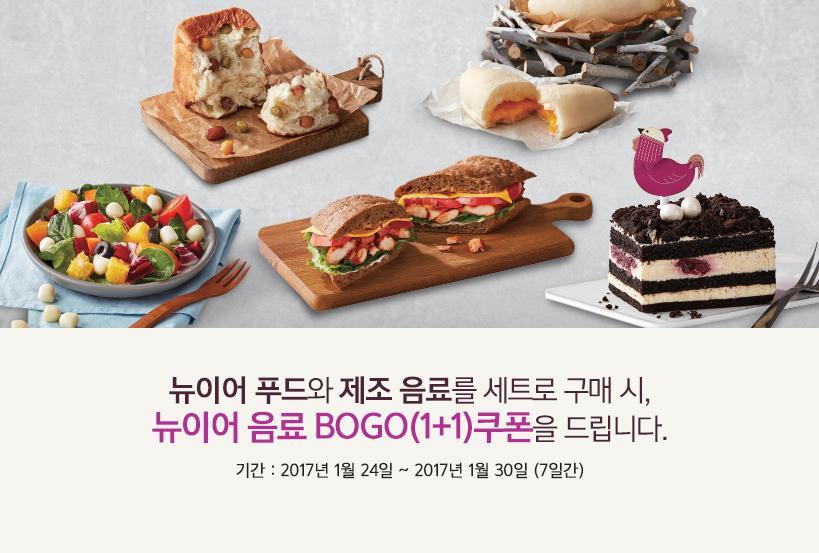 뉴이어 푸드와 제조 음료를 세트로 구매 시,
뉴이어 음료 BOGO(1+1)쿠폰을 드립니다.
기간 : 2017년 1월 24일 ~ 2017년 1월 30일 (7일간)